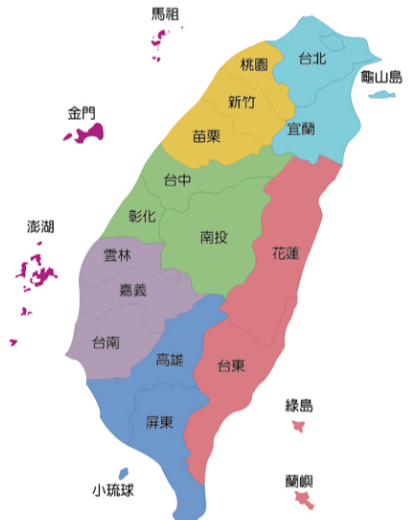 馬祖
台北
桃園
龜山島
新竹
金門
宜蘭
苗栗
台中
彰化
澎湖
南投
花蓮
雲林
嘉義
台南
高雄
台東
綠島
屏東
小琉球
蘭嶼